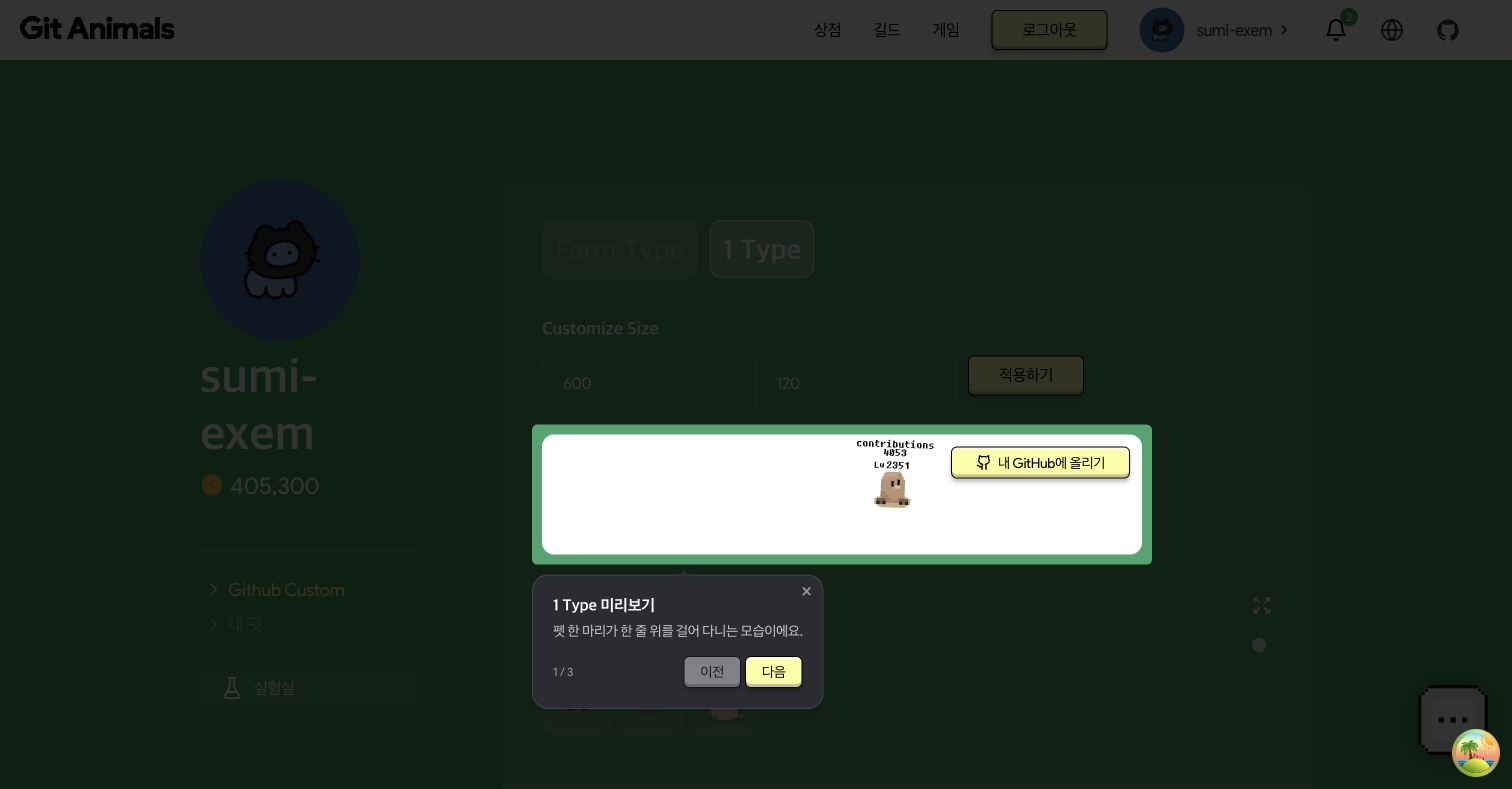 Git Animals
상점
길드
게임
로그아웃
sumi-exem
2
sumi-
exem
405,300
Github Custom
내 펫
실험실
Farm Type
1 Type
Customize Size
600
120
적용하기
contributions
4053
Lv 2351
내 GitHub에 올리기
1 Type 미리보기
펫 한 마리가 한 줄 위를 걸어 다니는 모습이에요.
1 / 3
이전
다음